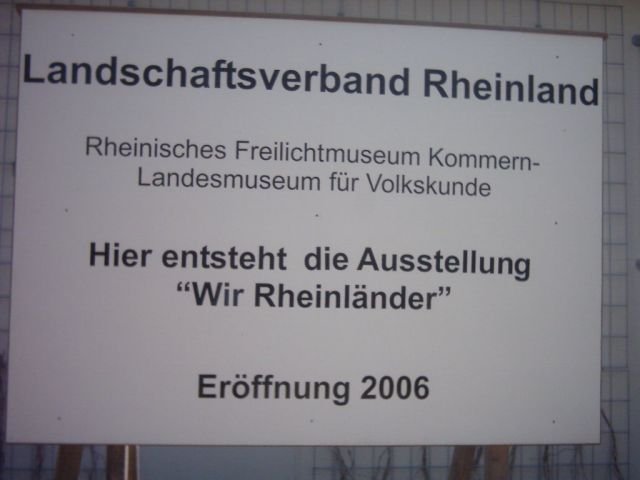 Landschaftsverband Rheinland
Rheinisches Freilichtmuseum Kommern-
Landesmuseum für Volkskunde
Hier entsteht die Ausstellung
“Wir Rheinländer”
Eröffnung 2006